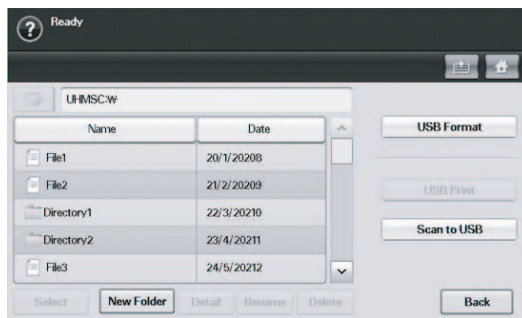 ? Ready
UHMSC:₩
Name Date
USB Format
File1 20/1/20208
File2 21/2/20209
USB Print
Directory1 22/3/20210
Directory2 23/4/20211
Scan to USB
File3 24/5/20212
Select New Folder Detail Rename Delete Back